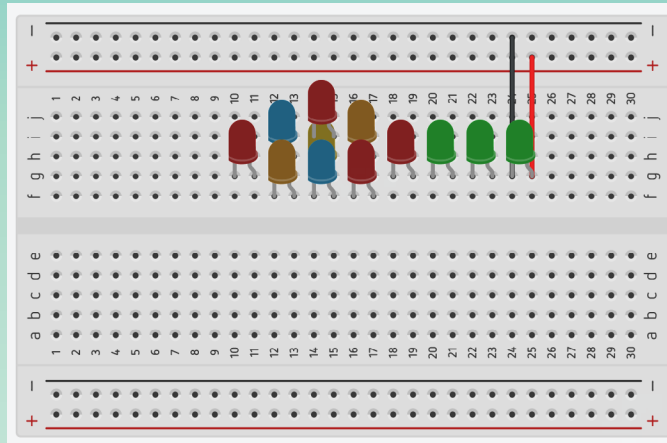 − −
+ +
1 2 3 4 5 6 7 8 9 10 11 12 13 14 16 17 18 19 20 21 22 23 25 26 27 28 29 30
j j
i i
h h
g g
f f
e e
d d
c c
b b
a a
1 2 3 4 5 6 7 8 9 10 11 12 13 14 15 16 17 18 19 20 21 22 23 24 25 26 27 28 29 30
− −
+ +